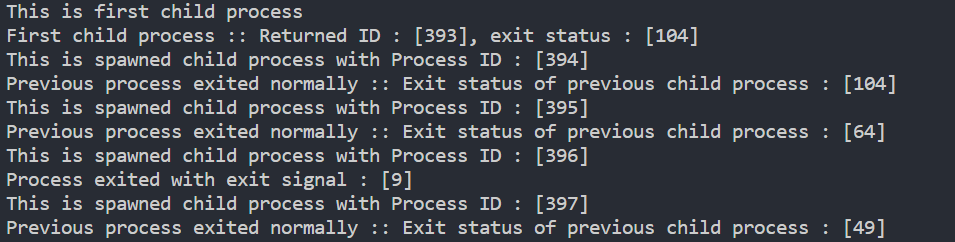 This is first child process
First child process :: Returned ID : [393], exit status : [104]
This is spawned child process with Process ID : [394]
Previous process exited normally :: Exit status of previous child process : [104]
This is spawned child process with Process ID : [395]
Previous process exited normally :: Exit status of previous child process : [64]
This is spawned child process with Process ID : [396]
Process exited with exit signal : [9]
This is spawned child process with Process ID : [397]
Previous process exited normally :: Exit status of previous child process : [49]